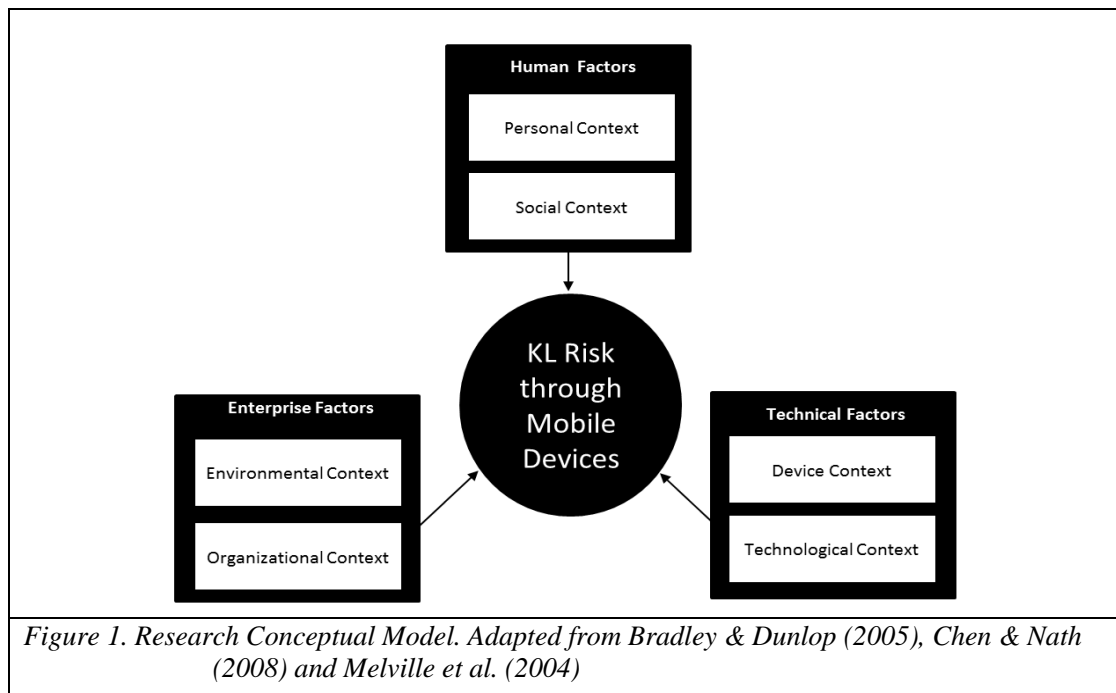 Human Factors
Personal Context
Social Context
KL Risk
through
Mobile
Devices
Enterprise Factors
Environmental Context
Organizational Context
Technical Factors
Device Context
Technological Context
Figure 1. Research Conceptual Model. Adapted from Bradley & Dunlop (2005), Chen & Nath
(2008) and Melville et al. (2004)